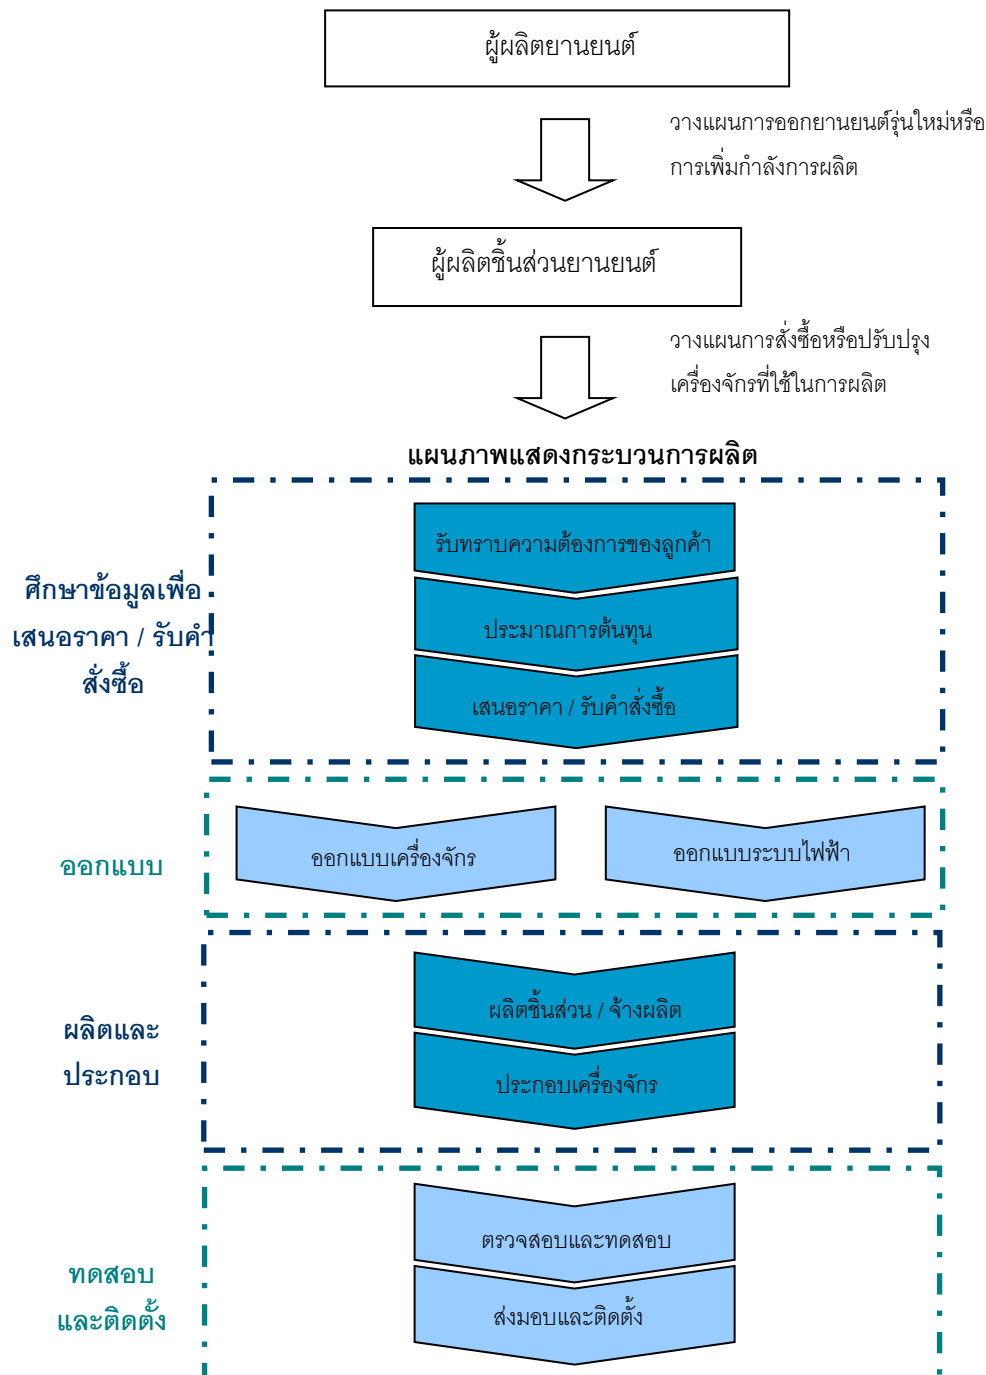 ผู้ผลิตยานยนต์
วางแผนการออกยานยนต์รุ่นใหม่หรือ
การเพิ่มกำลังการผลิต
ผู้ผลิตชิ้นส่วนยานยนต์
วางแผนการสั่งซื้อหรือปรับปรุง
เครื่องจักรที่ใช้ในการผลิต
แผนภาพแสดงกระบวนการผลิต
ศึกษาข้อมูลเพื่อ
เสนอราคา / รับคำ
สั่งซื้อ
รับทราบความต้องการของลูกค้า
ประมาณการต้นทุน
เสนอราคา / รับคำสั่งซื้อ
ออกแบบ
ออกแบบเครื่องจักร
ออกแบบระบบไฟฟ้า
ผลิตและ
ประกอบ
ผลิตชิ้นส่วน / จ้างผลิต
ประกอบเครื่องจักร
ทดสอบ
และติดตั้ง
ตรวจสอบและทดสอบ
ส่งมอบและติดตั้ง